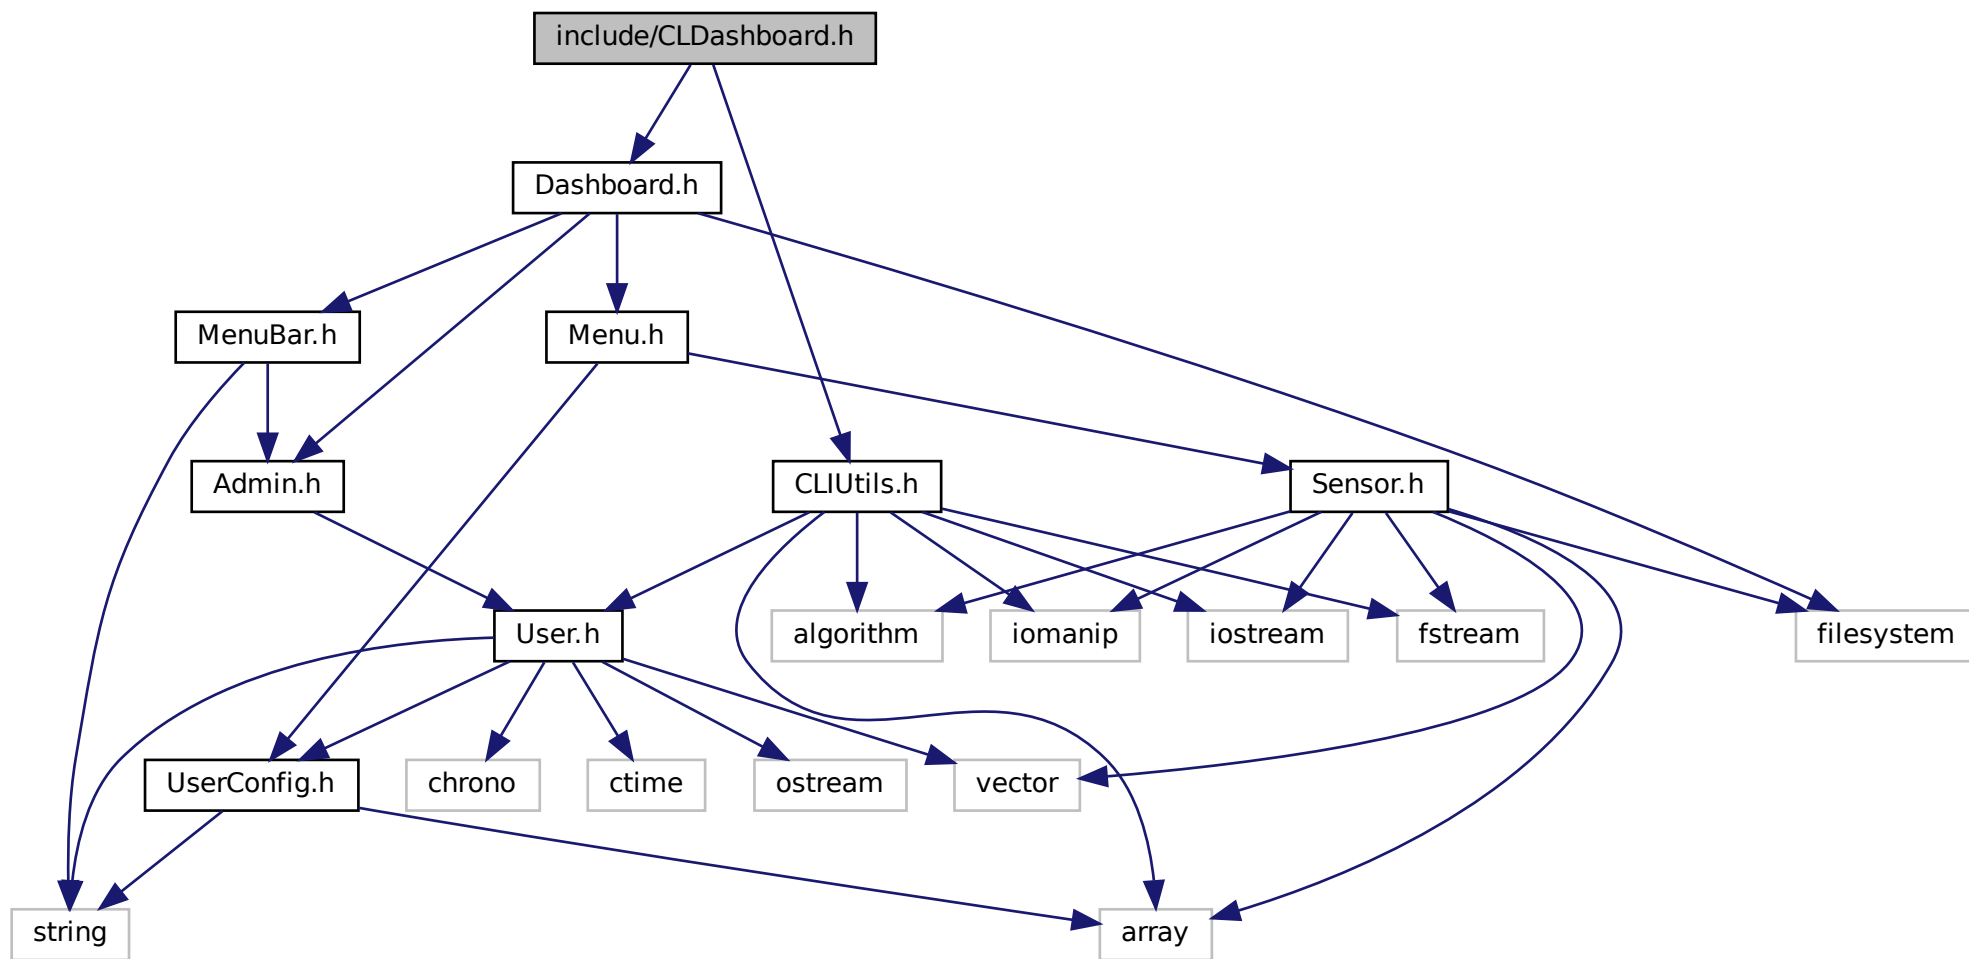 include/CLDashboard.h
Dashboard.h
MenuBar.h
Menu.h
Admin.h
CLIUtils.h
Sensor.h
User.h
algorithm
iomanip
iostream
fstream
filesystem
UserConfig.h
chrono
ctime
ostream
vector
string
array